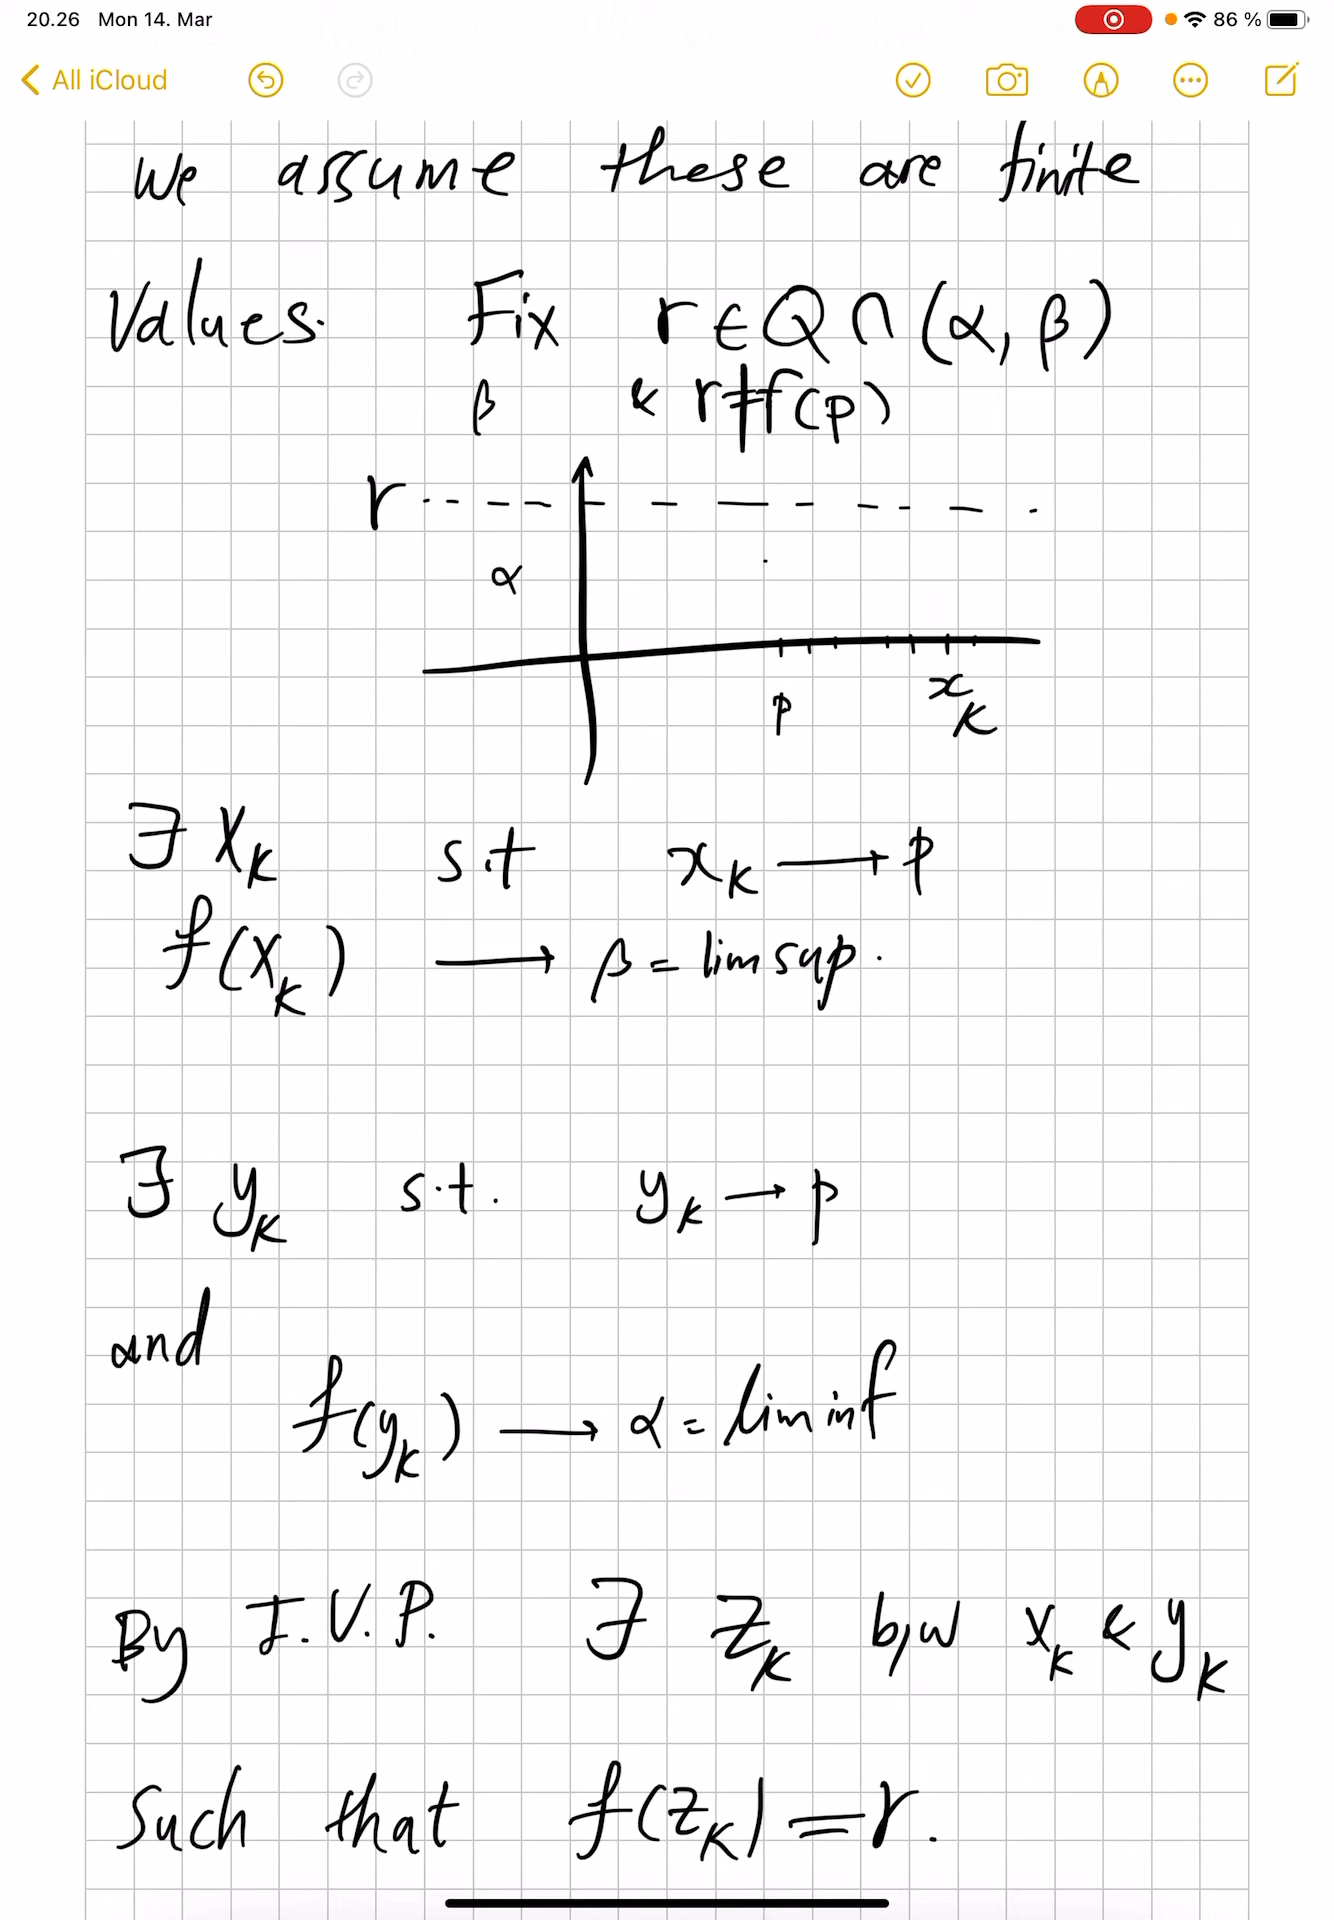 20.26 Mon 14. Mar 86 %
All iCloud
We assume these are finite
Values. Fix r ∈ Q ∩ (α, β)
β & r ≠ f(p)
r
α
p x_k
∃ x_k s.t x_k → p
f(x_k) → β = lim sup.
∃ y_k s.t. y_k → p
and
f(y_k) → α = lim inf
By I.V.P. ∃ z_k b/w x_k & y_k
Such that f(z_k) = r.